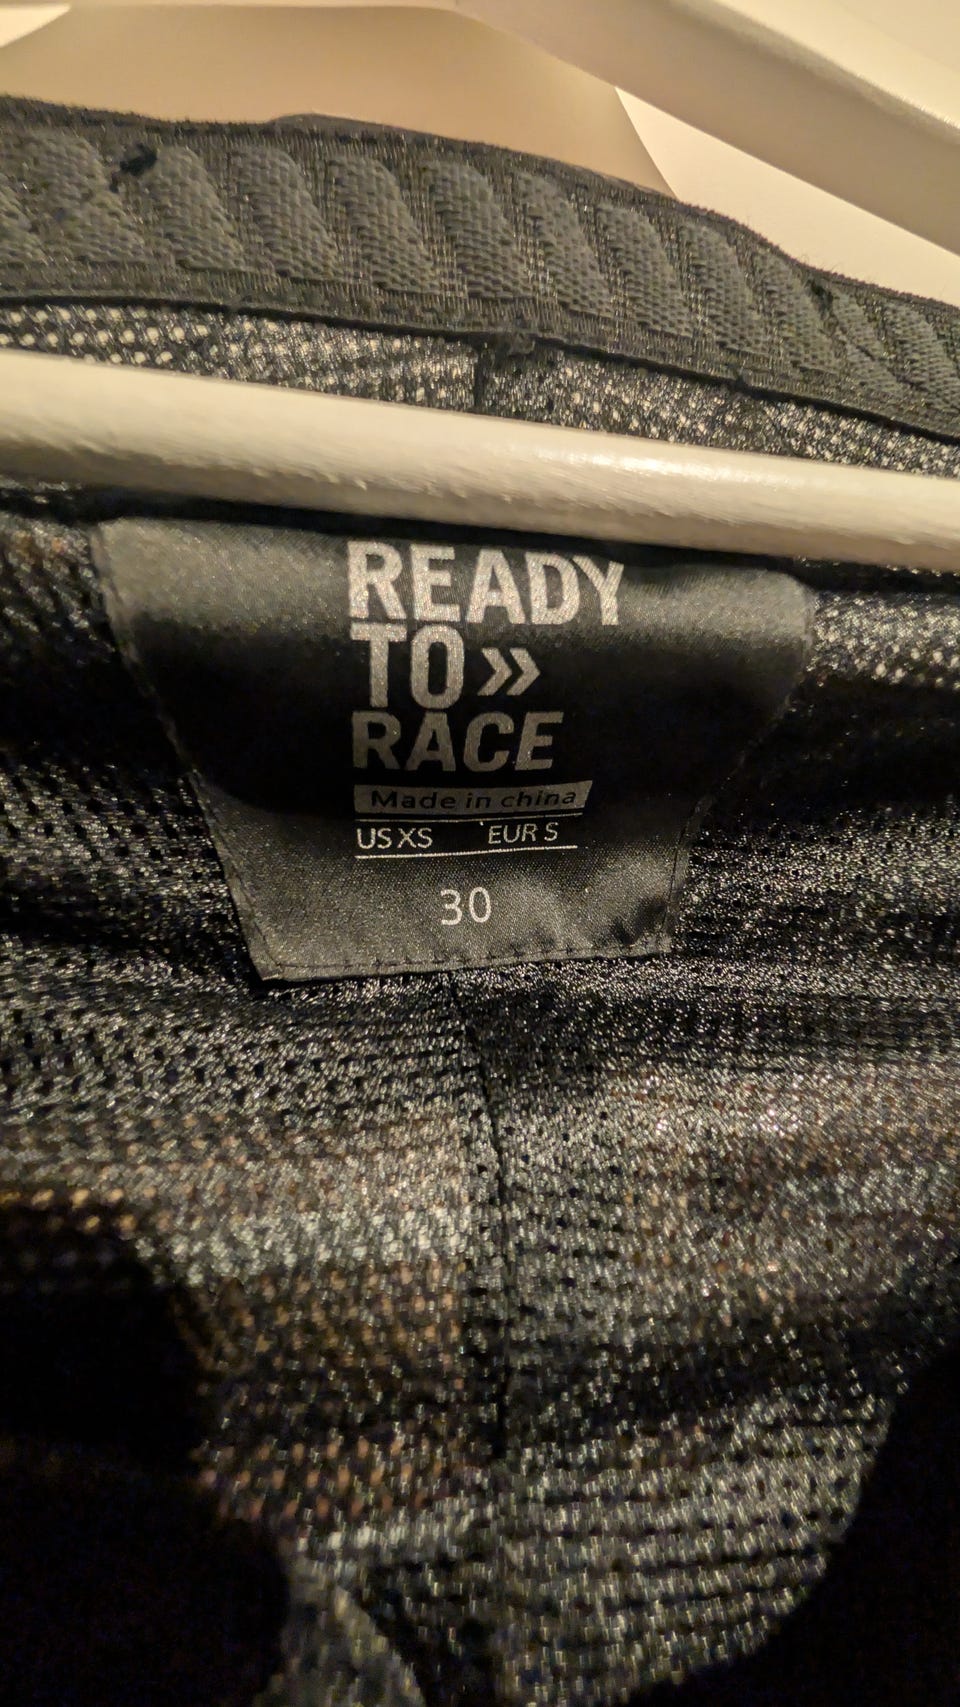 READY
TO»
RACE
Made in china
US XS EUR S
30